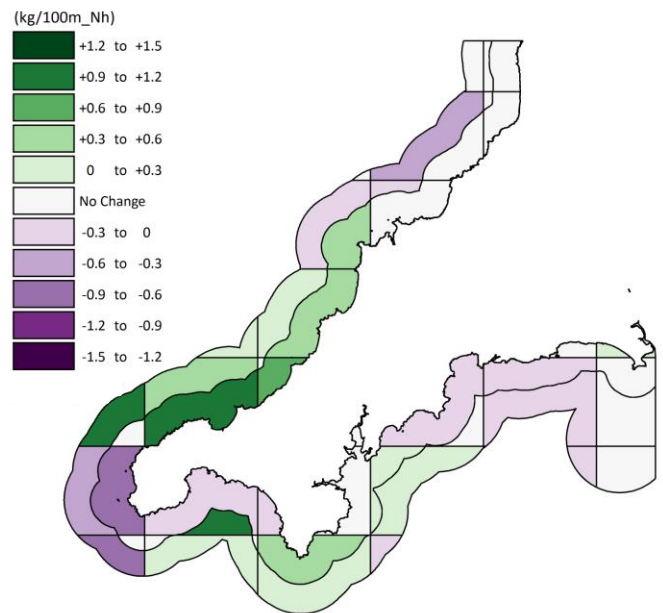 (kg/100m_Nh)
+1.2 to +1.5
+0.9 to +1.2
+0.6 to +0.9
+0.3 to +0.6
0 to +0.3
No Change
-0.3 to 0
-0.6 to -0.3
-0.9 to -0.6
-1.2 to -0.9
-1.5 to -1.2